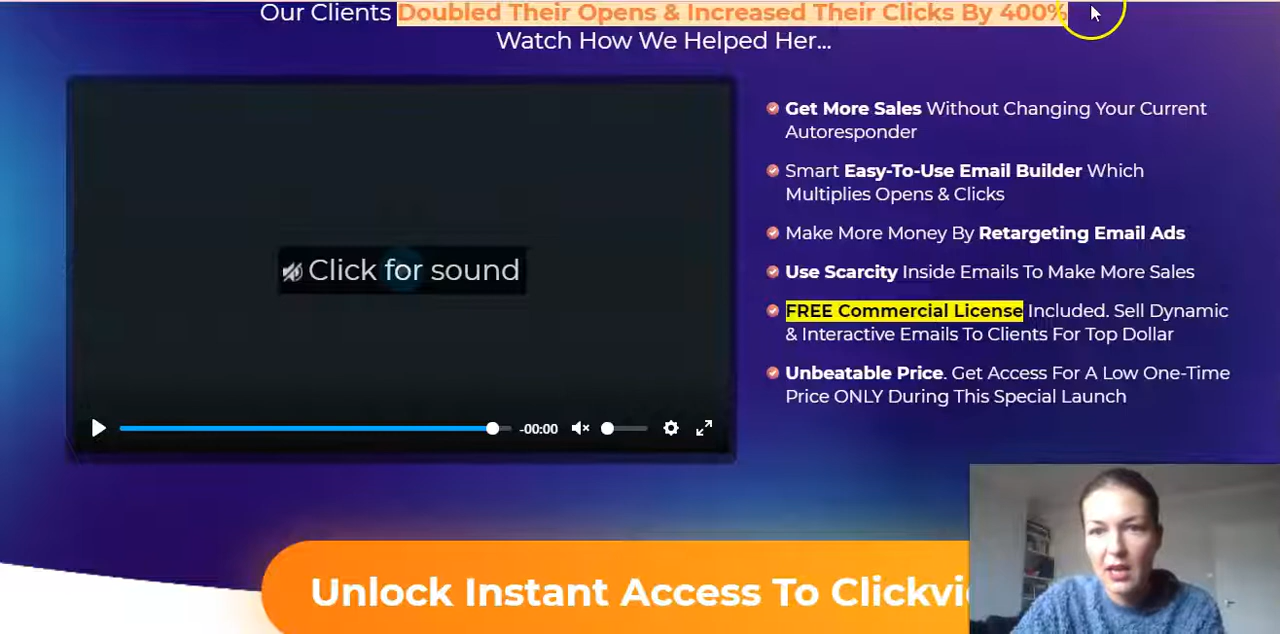 Our Clients Doubled Their Opens & Increased Their Clicks By 400%
Watch How We Helped Her...
Click for sound
-00:00
Get More Sales Without Changing Your Current
Autoresponder
Smart Easy-To-Use Email Builder Which
Multiplies Opens & Clicks
Make More Money By Retargeting Email Ads
Use Scarcity Inside Emails To Make More Sales
FREE Commercial License Included. Sell Dynamic
& Interactive Emails To Clients For Top Dollar
Unbeatable Price. Get Access For A Low One-Time
Price ONLY During This Special Launch
Unlock Instant Access To